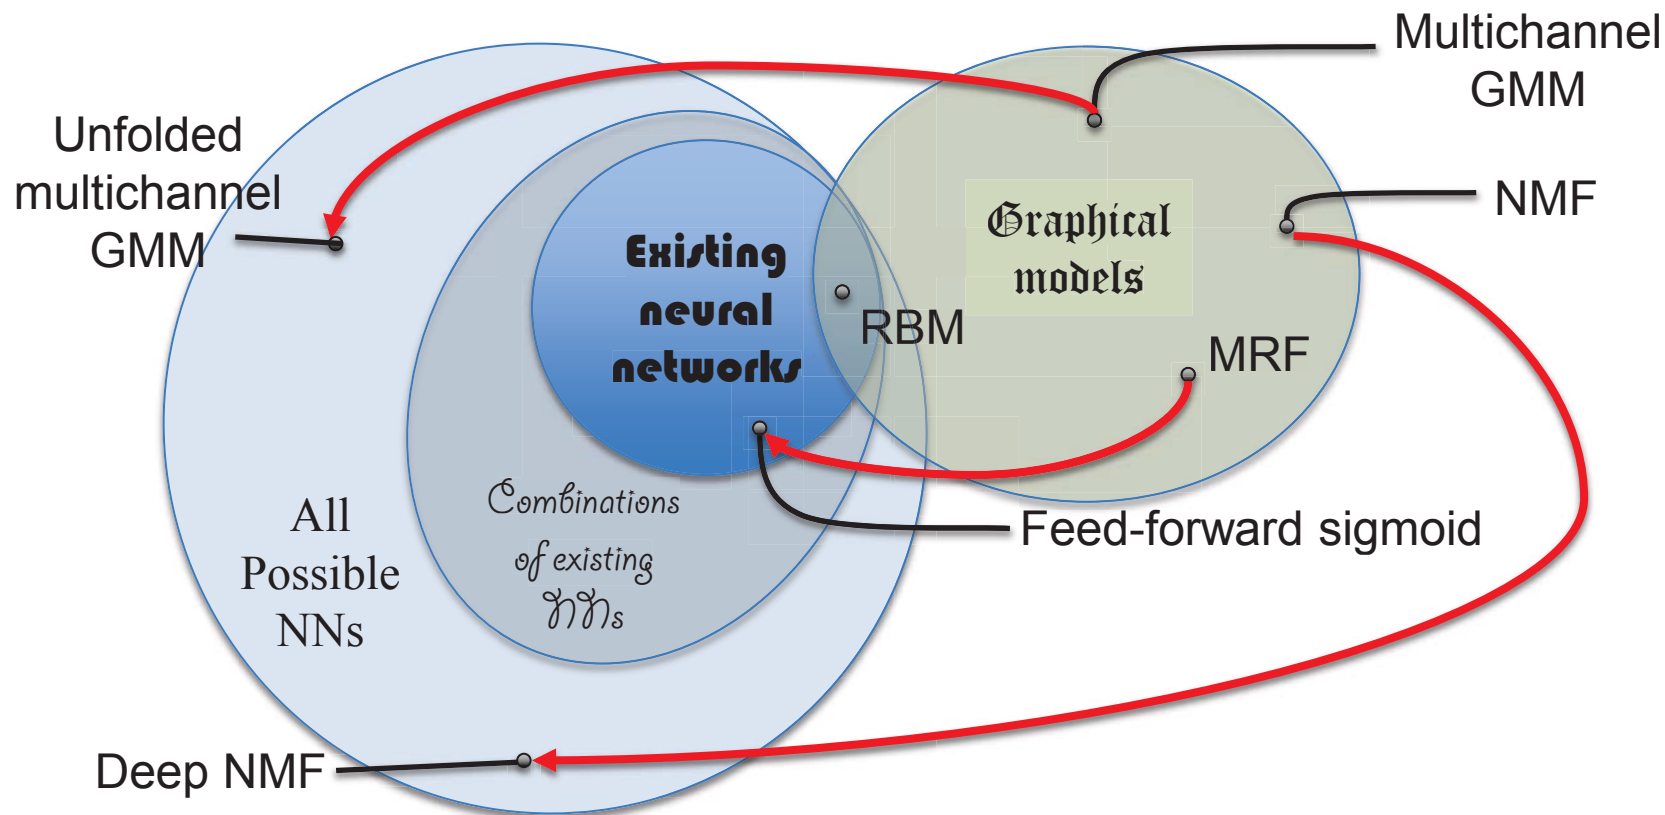 Multichannel
GMM
Unfolded
multichannel
GMM
NMF
Existing
neural
networks
Graphical
models
RBM
MRF
Combinations
of existing
NNs
All
Possible
NNs
Feed-forward sigmoid
Deep NMF